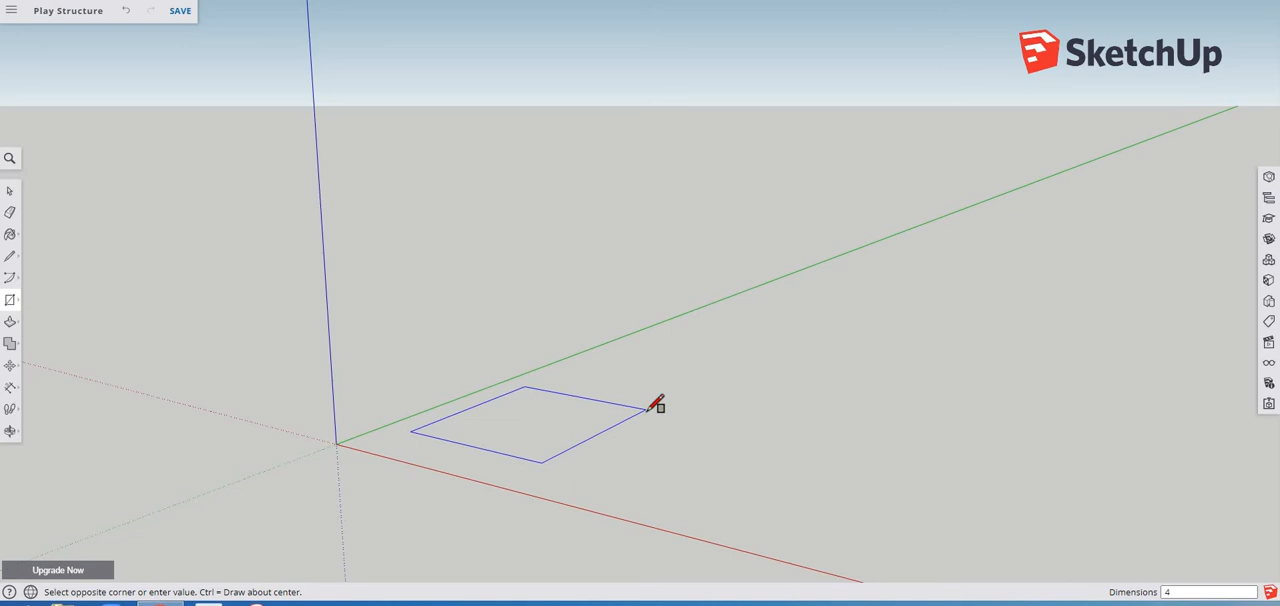 Play Structure
SAVE
SketchUp
Upgrade Now
? Select opposite corner or enter value. Ctrl = Draw about center.
Dimensions 4